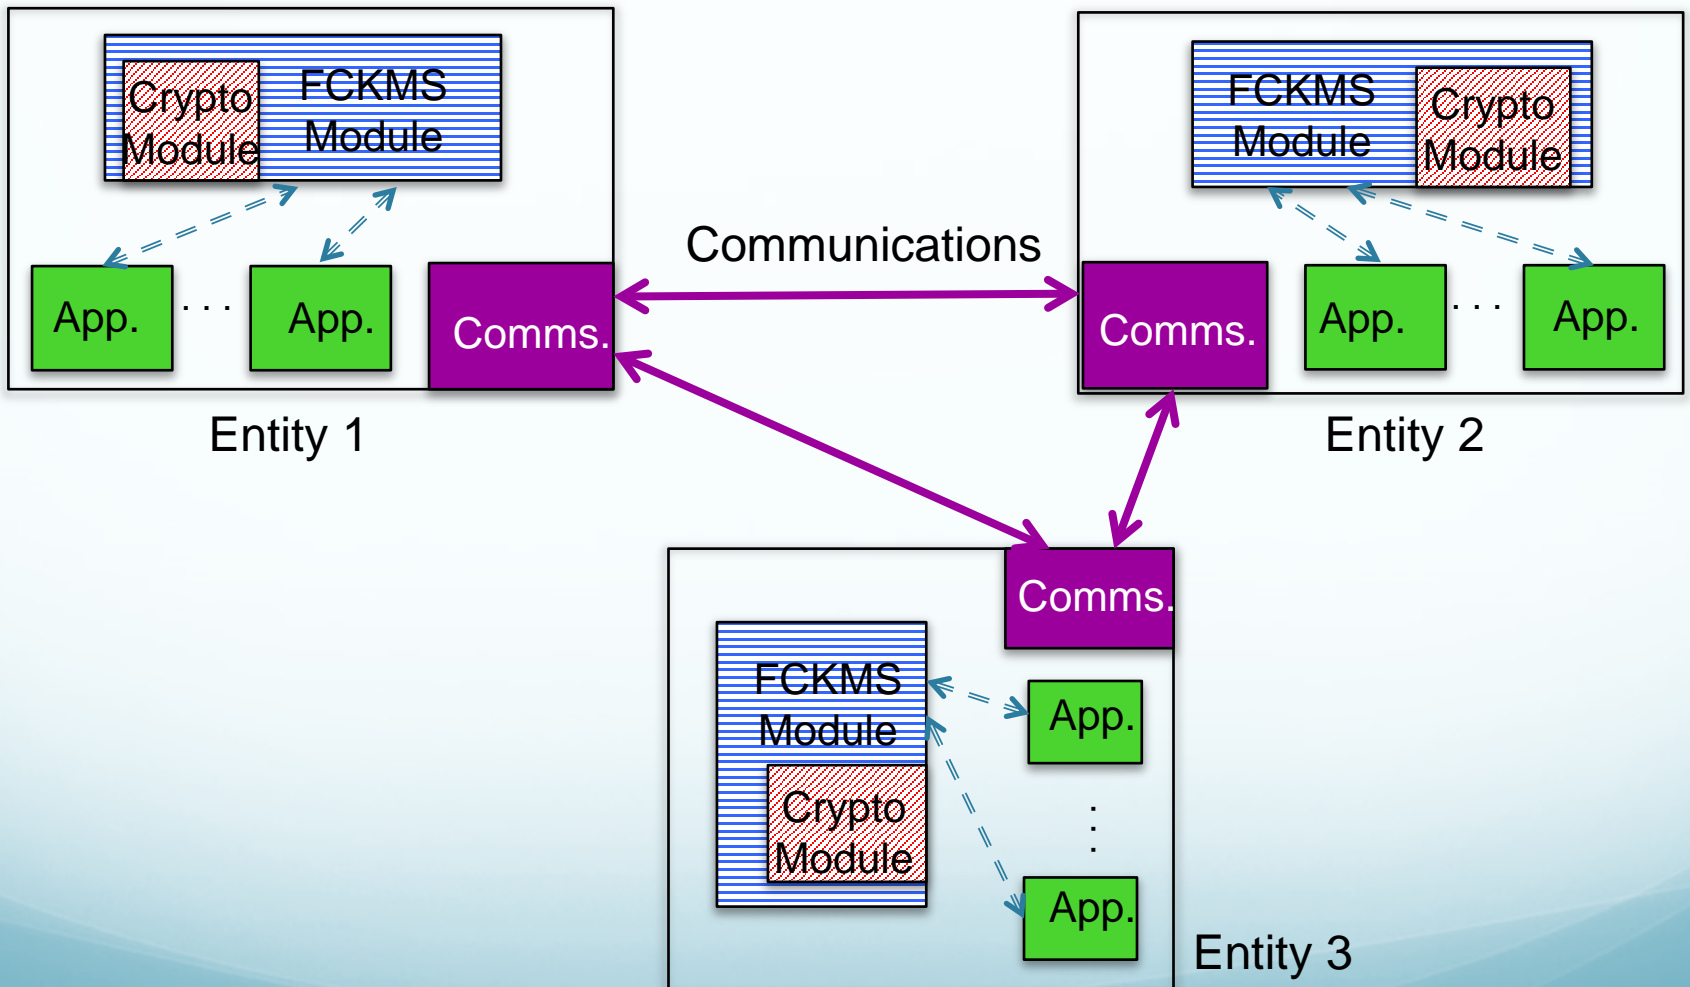 Crypto
Module
FCKMS
Module
App.
. . .
App.
Comms.
Entity 1
Communications
FCKMS
Module
Crypto
Module
Comms.
App.
. . .
App.
Entity 2
Comms.
FCKMS
Module
Crypto
Module
App.
. . .
App.
Entity 3